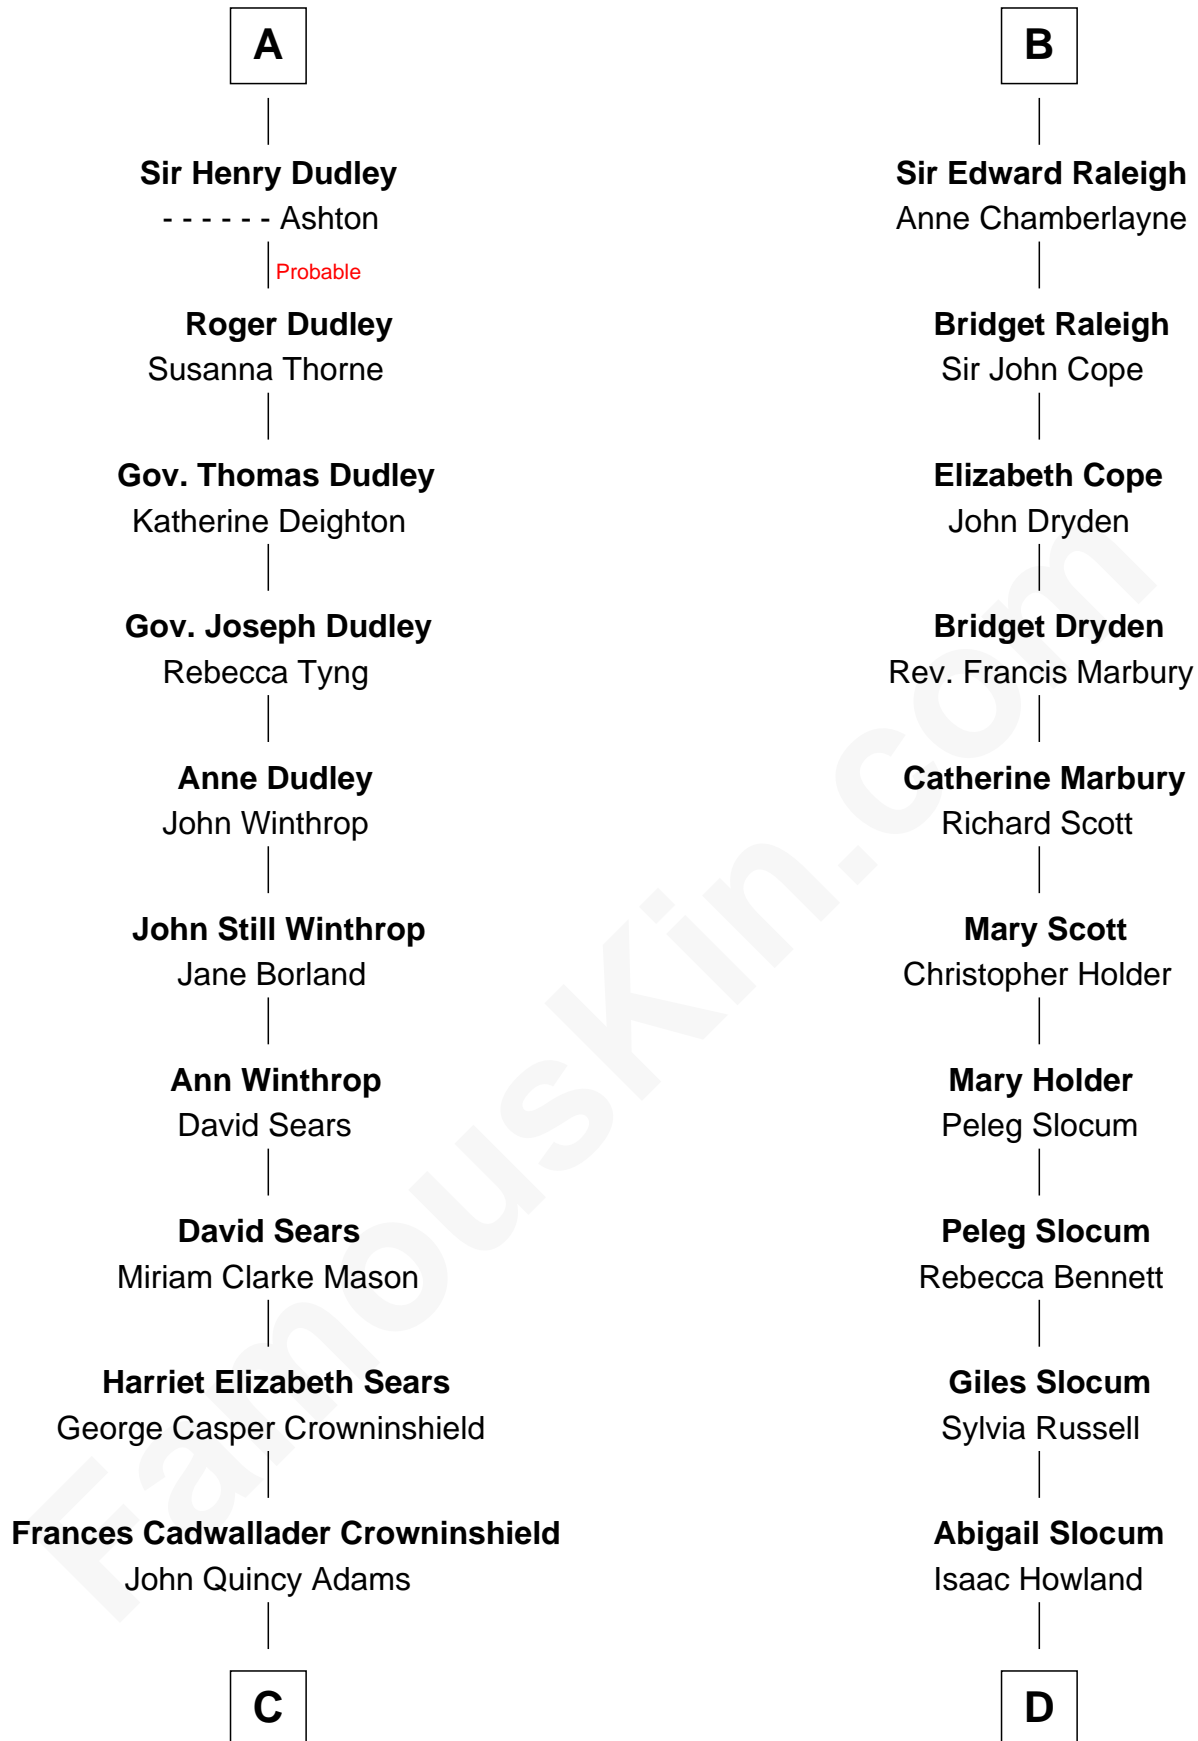 A
Sir Henry Dudley
- - - - - - Ashton
Probable
Roger Dudley
Susanna Thorne
Gov. Thomas Dudley
Katherine Deighton
Gov. Joseph Dudley
Rebecca Tyng
Anne Dudley
John Winthrop
John Still Winthrop
Jane Borland
Ann Winthrop
David Sears
David Sears
Miriam Clarke Mason
Harriet Elizabeth Sears
George Casper Crowninshield
Frances Cadwallader Crowninshield
John Quincy Adams
C
B
Sir Edward Raleigh
Anne Chamberlayne
Bridget Raleigh
Sir John Cope
Elizabeth Cope
John Dryden
Bridget Dryden
Rev. Francis Marbury
Catherine Marbury
Richard Scott
Mary Scott
Christopher Holder
Mary Holder
Peleg Slocum
Peleg Slocum
Rebecca Bennett
Giles Slocum
Sylvia Russell
Abigail Slocum
Isaac Howland
D
FamousKin.com